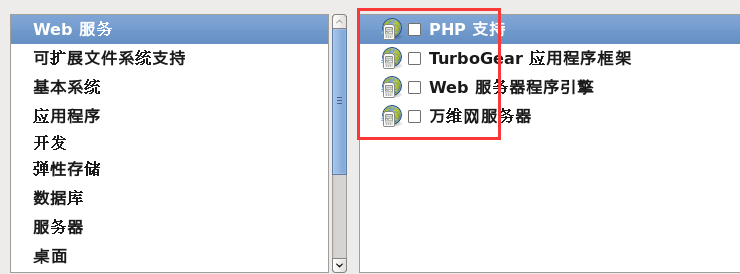 Web 服务
可扩展文件系统支持
基本系统
应用程序
开发
弹性存储
数据库
服务器
桌面
PHP 支持
TurboGear 应用程序框架
Web 服务器程序引擎
万维网服务器